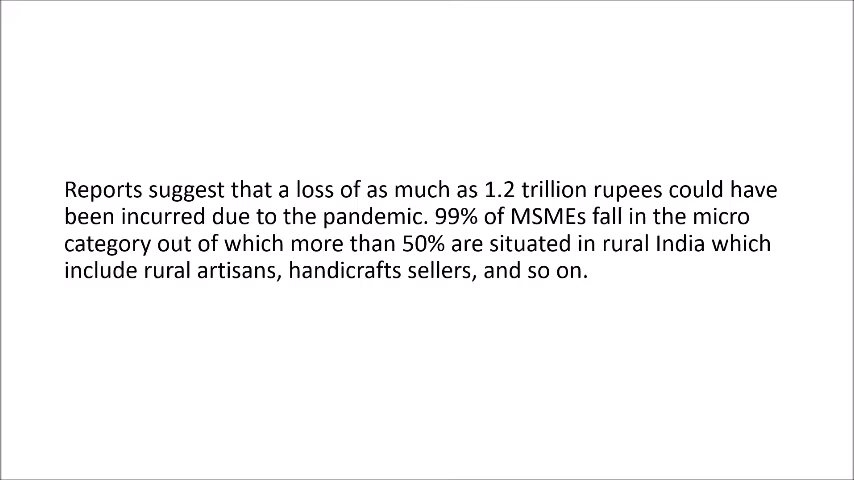 Reports suggest that a loss of as much as 1.2 trillion rupees could have
been incurred due to the pandemic. 99% of MSMEs fall in the micro
category out of which more than 50% are situated in rural India which
include rural artisans, handicrafts sellers, and so on.